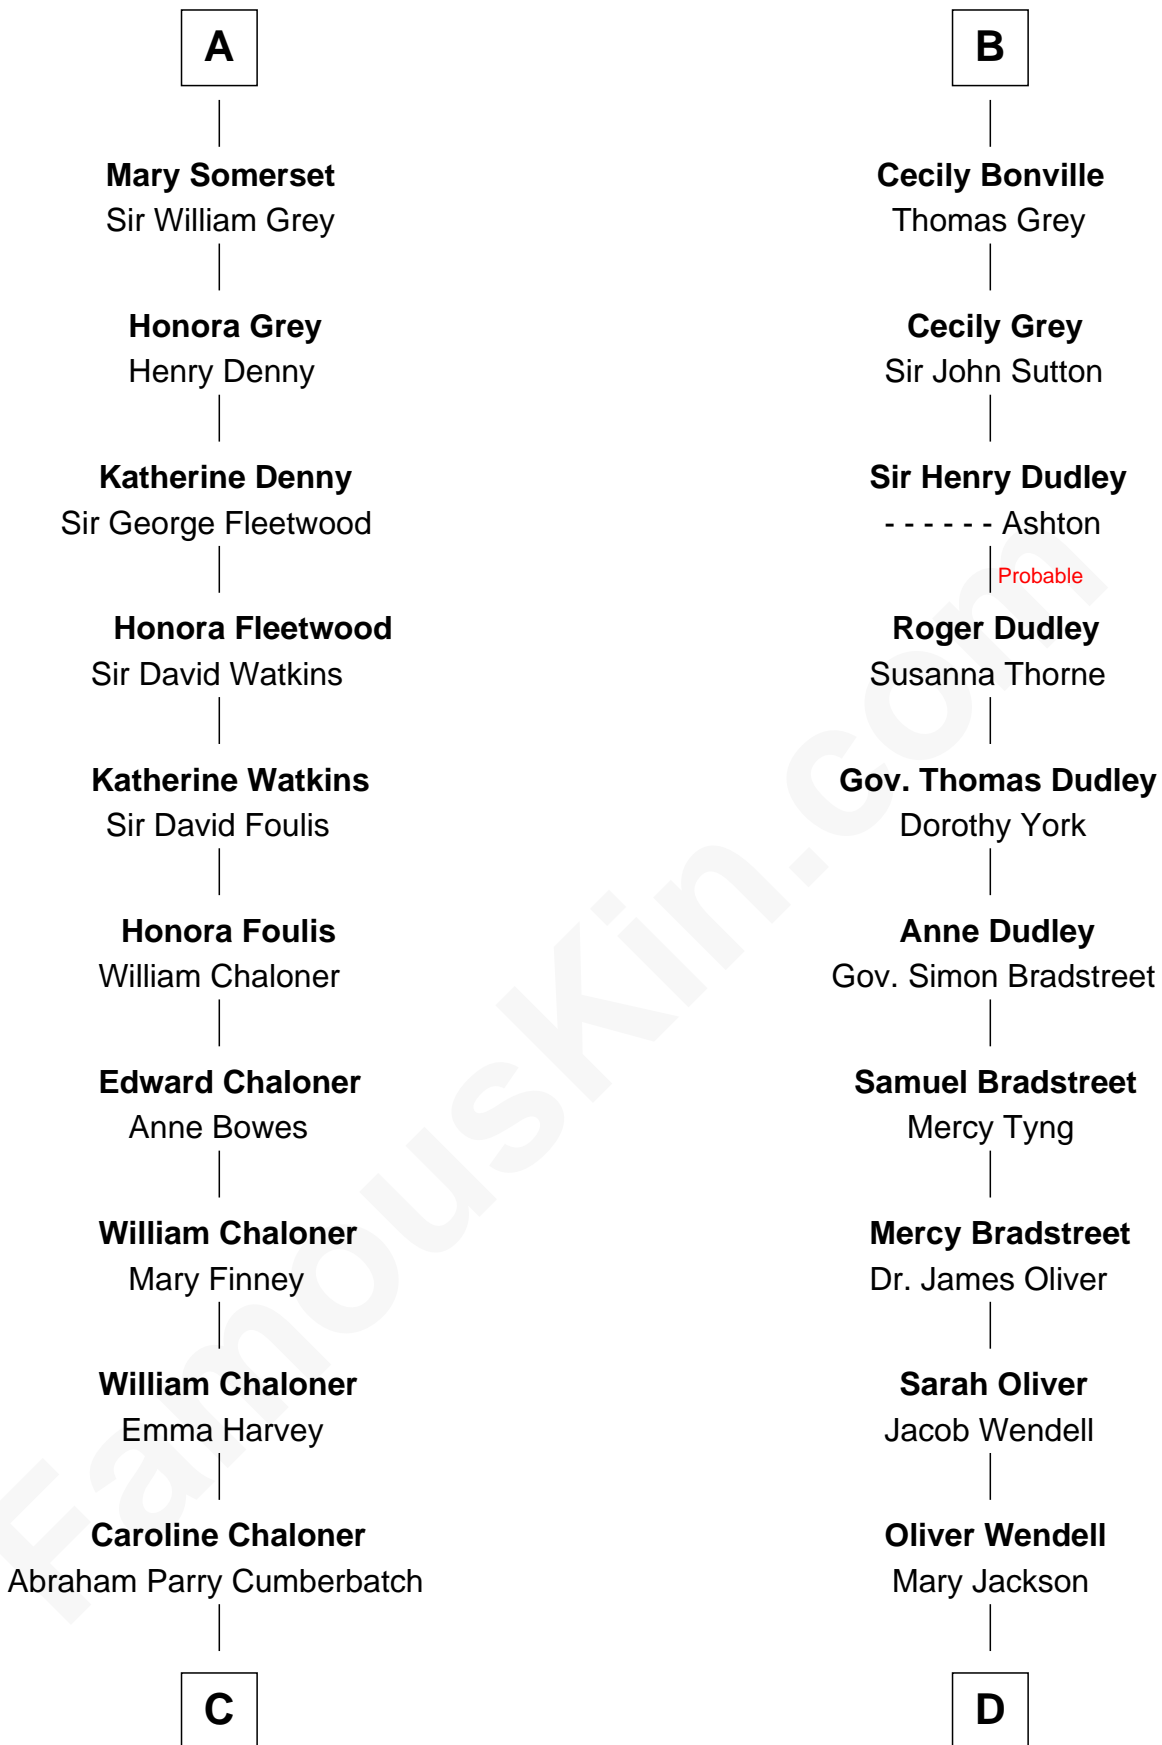 A
Mary Somerset
Sir William Grey
Honora Grey
Henry Denny
Katherine Denny
Sir George Fleetwood
Honora Fleetwood
Sir David Watkins
Katherine Watkins
Sir David Foulis
Honora Foulis
William Chaloner
Edward Chaloner
Anne Bowes
William Chaloner
Mary Finney
William Chaloner
Emma Harvey
Caroline Chaloner
Abraham Parry Cumberbatch
C
B
Cecily Bonville
Thomas Grey
Cecily Grey
Sir John Sutton
Sir Henry Dudley
- - - - - - Ashton
Probable
Roger Dudley
Susanna Thorne
Gov. Thomas Dudley
Dorothy York
Anne Dudley
Gov. Simon Bradstreet
Samuel Bradstreet
Mercy Tyng
Mercy Bradstreet
Dr. James Oliver
Sarah Oliver
Jacob Wendell
Oliver Wendell
Mary Jackson
D
FamousKin.com